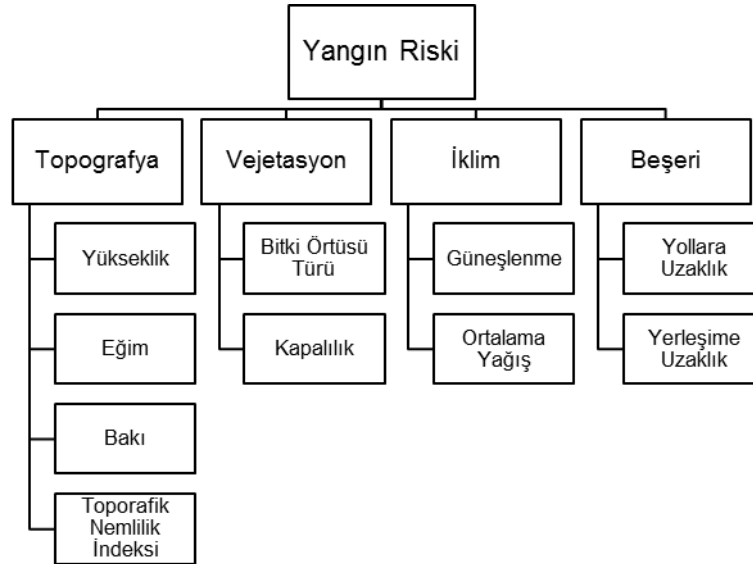 Yangın Riski
Topografya
Vejetasyon
İklim
Beşeri
Yükseklik
Bitki Örtüsü
Türü
Güneşlenme
Yollara
Uzaklık
Eğim
Kapalılık
Ortalama
Yağış
Yerleşime
Uzaklık
Bakı
Toporafik
Nemlilik
İndeksi